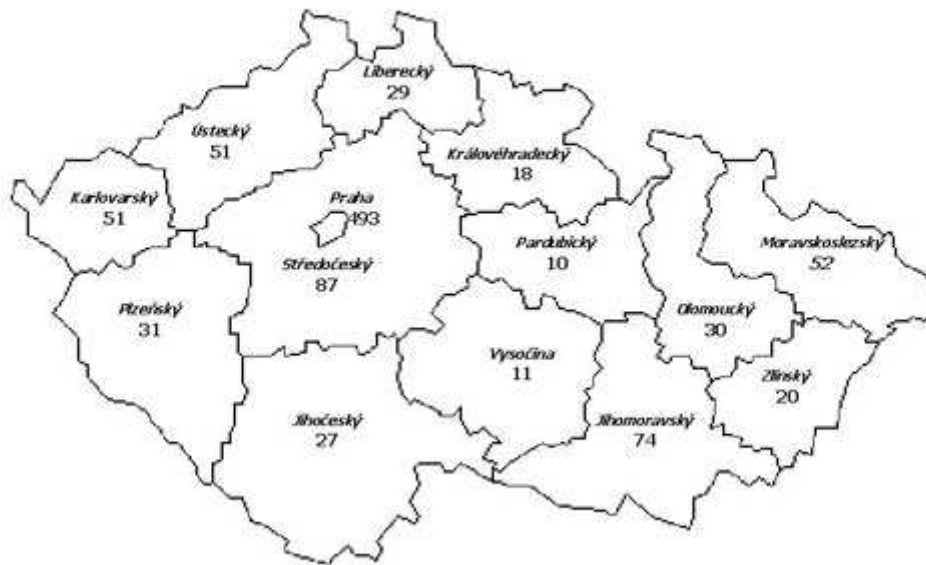 Liberecký
29
Ústecký
51
Královéhradecký
18
Karlovarský
51
Praha
493
Pardubický
10
Moravskoslezský
52
Středočeský
87
Plzeňský
31
Olomoucký
30
Vysočina
11
Zlínský
20
Jihočeský
27
Jihomoravský
74